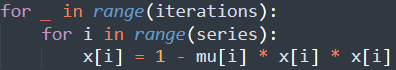 for _ in range(iterations):
    for i in range(series):
        x[i] = 1 - mu[i] * x[i] * x[i]